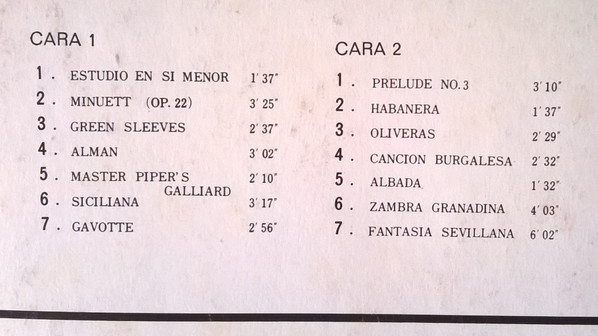 CARA 1
1. ESTUDIO EN SI MENOR 1'37"
2. MINUETT (OP. 22) 3'25"
3. GREEN SLEEVES 2'37"
4. ALMAN 3'02"
5. MASTER PIPER'S 2'10"
GALLIARD
6. SICILIANA 3'17"
7. GAVOTTE 2'56"
CARA 2
1. PRELUDE NO.3 3'10"
2. HABANERA 1'37"
3. OLIVERAS 2'29"
4. CANCION BURGALESA 2'32"
5. ALBADA 1'32"
6. ZAMBRA GRANADINA 4'03"
7. FANTASIA SEVILLANA 6'02"